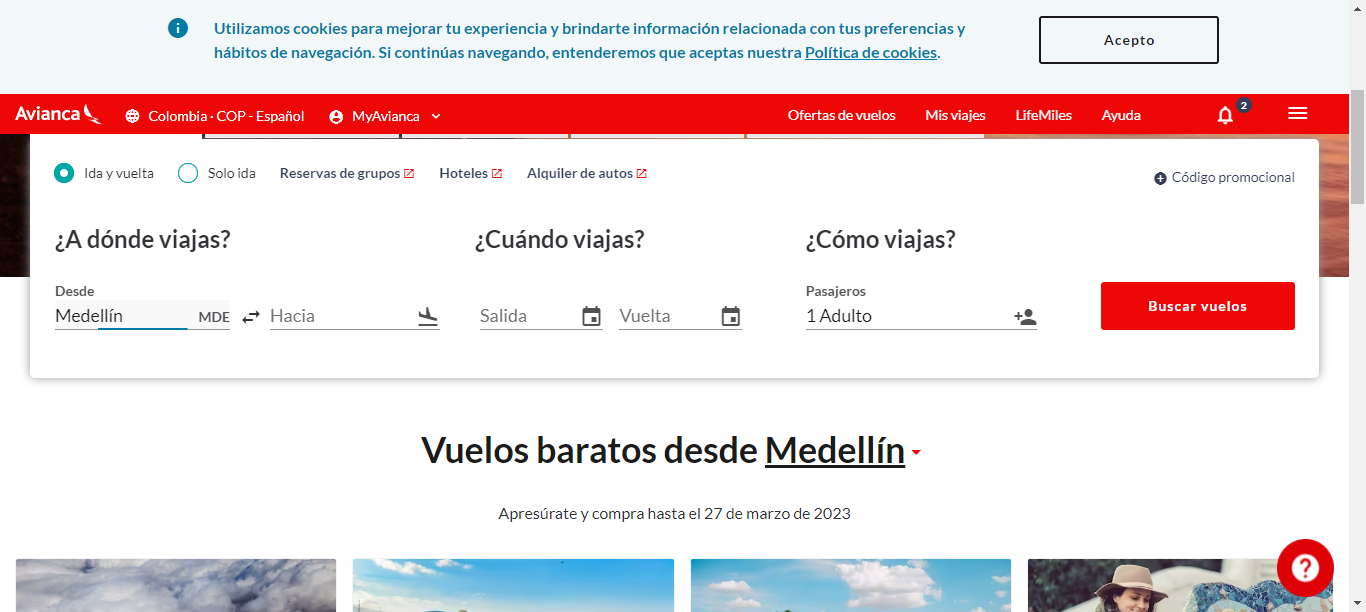 Utilizamos cookies para mejorar tu experiencia y brindarte información relacionada con tus preferencias y
hábitos de navegación. Si continúas navegando, entenderemos que aceptas nuestra Política de cookies.
Acepto
Avianca
Colombia · COP - Español
MyAvianca
Ofertas de vuelos
Mis viajes
LifeMiles
Ayuda
2
Ida y vuelta
Solo ida
Reservas de grupos
Hoteles
Alquiler de autos
Código promocional
¿A dónde viajas?
¿Cuándo viajas?
¿Cómo viajas?
Desde
Medellín MDE
Hacia
Salida
Vuelta
Pasajeros
1 Adulto
Buscar vuelos
Vuelos baratos desde Medellín
Apresúrate y compra hasta el 27 de marzo de 2023